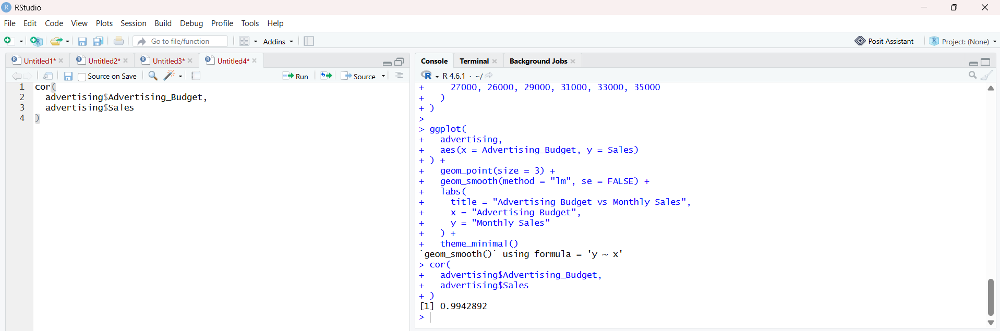 RStudio
File Edit Code View Plots Session Build Debug Profile Tools Help
Go to file/function Addins Posit Assistant Project: (None)
Untitled1* Untitled2* Untitled3* Untitled4*
Source on Save Run Source
1 cor(
2   advertising$Advertising_Budget,
3   advertising$Sales
4 )
Console Terminal Background Jobs
R 4.6.1 · ~/
+     27000, 26000, 29000, 31000, 33000, 35000
+   )
+ )
>
> ggplot(
+   advertising,
+   aes(x = Advertising_Budget, y = Sales)
+ ) +
+   geom_point(size = 3) +
+   geom_smooth(method = "lm", se = FALSE) +
+   labs(
+     title = "Advertising Budget vs Monthly Sales",
+     x = "Advertising Budget",
+     y = "Monthly Sales"
+   ) +
+   theme_minimal()
`geom_smooth()` using formula = 'y ~ x'
> cor(
+   advertising$Advertising_Budget,
+   advertising$Sales
+ )
[1] 0.9942892
>